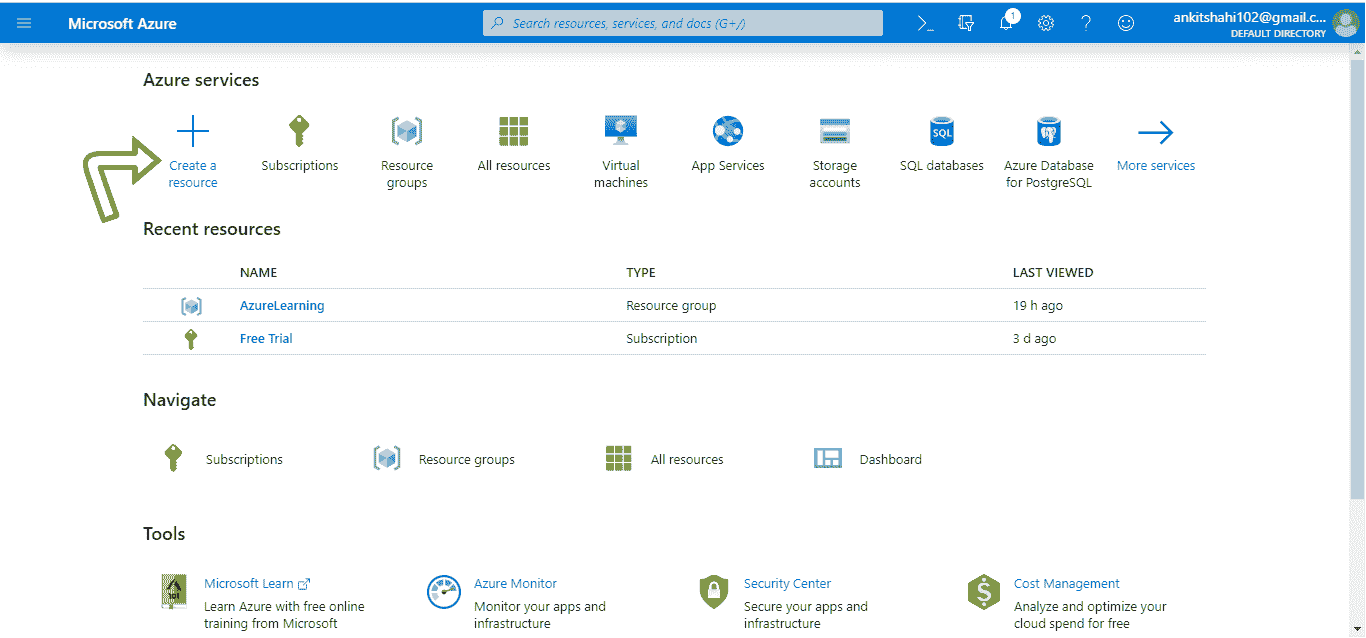 Microsoft Azure
Search resources, services, and docs (G+/)
1
ankitshahi102@gmail.c...
DEFAULT DIRECTORY
Azure services
Create a
resource
Subscriptions
Resource
groups
All resources
Virtual
machines
App Services
Storage
accounts
SQL
SQL databases
Azure Database
for PostgreSQL
More services
Recent resources
NAME TYPE LAST VIEWED
AzureLearning Resource group 19 h ago
Free Trial Subscription 3 d ago
Navigate
Subscriptions Resource groups All resources Dashboard
Tools
101
Microsoft Learn
Learn Azure with free online
training from Microsoft
Azure Monitor
Monitor your apps and
infrastructure
Security Center
Secure your apps and
infrastructure
$
Cost Management
Analyze and optimize your
cloud spend for free